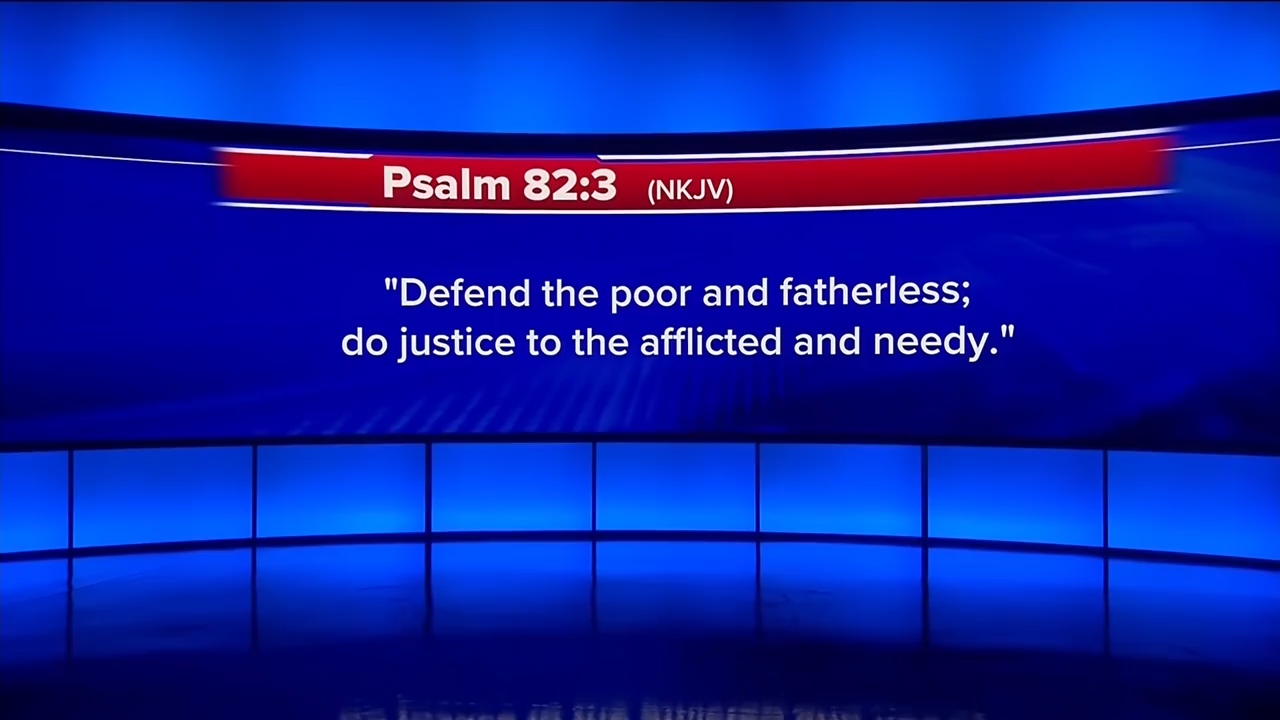 Psalm 82:3 (NKJV)
"Defend the poor and fatherless;
do justice to the afflicted and needy."